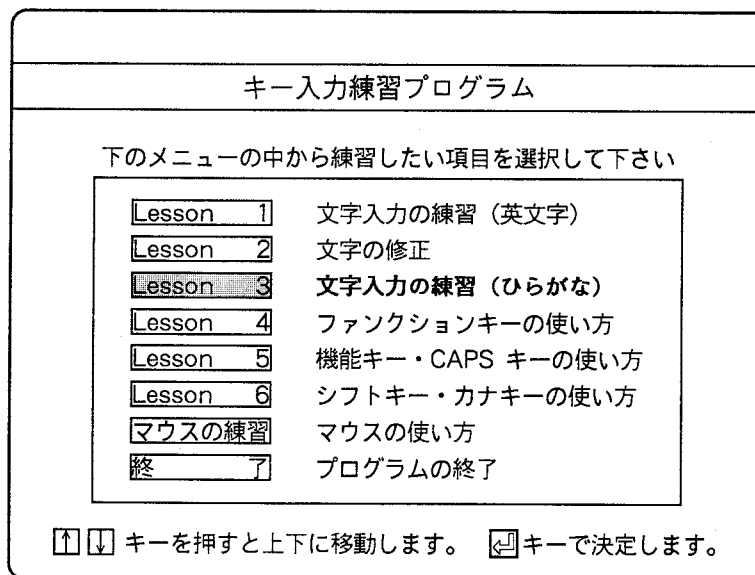 キー入力練習プログラム
下のメニューの中から練習したい項目を選択して下さい
Lesson 1 文字入力の練習（英文字）
Lesson 2 文字の修正
Lesson 3 文字入力の練習（ひらがな）
Lesson 4 ファンクションキーの使い方
Lesson 5 機能キー・CAPS キーの使い方
Lesson 6 シフトキー・カナキーの使い方
マウスの練習 マウスの使い方
終 了 プログラムの終了
↑ ↓ キーを押すと上下に移動します。 ↵ キーで決定します。